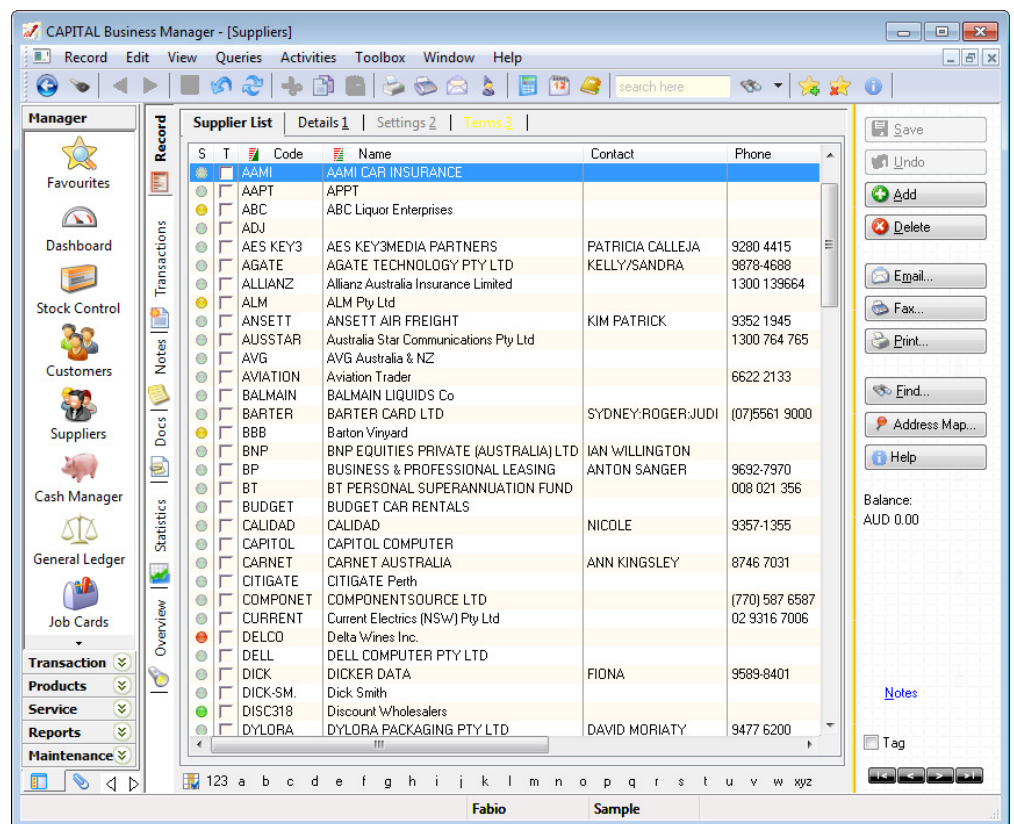 CAPITAL Business Manager - [Suppliers]
Record Edit View Queries Activities Toolbox Window Help
12 search here
Manager
Favourites
Dashboard
Stock Control
Customers
Suppliers
Cash Manager
General Ledger
Job Cards
Transaction
Products
Service
Reports
Maintenance
Record
Transactions
Notes
Docs
Statistics
Overview
Supplier List Details 1 Settings 2 Terms 3
S T Code Name Contact Phone
AAMI AAMI CAR INSURANCE
AAPT APPT
ABC ABC Liquor Enterprises
ADJ
AES KEY3 AES KEY3MEDIA PARTNERS PATRICIA CALLEJA 9280 4415
AGATE AGATE TECHNOLOGY PTY LTD KELLY/SANDRA 9878-4688
ALLIANZ Allianz Australia Insurance Limited 1300 139664
ALM ALM Pty Ltd
ANSETT ANSETT AIR FREIGHT KIM PATRICK 9352 1945
AUSSTAR Australia Star Communications Pty Ltd 1300 764 765
AVG AVG Australia & NZ
AVIATION Aviation Trader 6622 2133
BALMAIN BALMAIN LIQUIDS Co
BARTER BARTER CARD LTD SYDNEY:ROGER:JUDI (07)5561 9000
BBB Barton Vinyard
BNP BNP EQUITIES PRIVATE (AUSTRALIA) LTD IAN WILLINGTON
BP BUSINESS & PROFESSIONAL LEASING ANTON SANGER 9692-7970
BT BT PERSONAL SUPERANNUATION FUND 008 021 356
BUDGET BUDGET CAR RENTALS
CALIDAD CALIDAD NICOLE 9357-1355
CAPITOL CAPITOL COMPUTER
CARNET CARNET AUSTRALIA ANN KINGSLEY 8746 7031
CITIGATE CITIGATE Perth
COMPONET COMPONENTSOURCE LTD (770) 587 6587
CURRENT Current Electrics (NSW) Pty Ltd 02 9316 7006
DELCO Delta Wines Inc.
DELL DELL COMPUTER PTY LTD
DICK DICKER DATA FIONA 9589-8401
DICK-SM. Dick Smith
DISC318 Discount Wholesalers
DYLORA DYLORA PACKAGING PTY LTD DAVID MORIATY 9477 6200
123 a b c d e f g h i j k l m n o p q r s t u v w xyz
Save
Undo
Add
Delete
Email...
Fax...
Print...
Find...
Address Map...
Help
Balance:
AUD 0.00
Notes
Tag
Fabio Sample